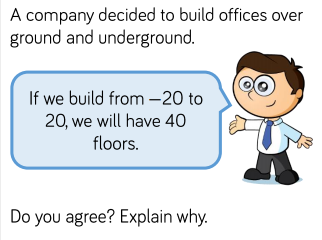 A company decided to build offices over
ground and underground.
If we build from –20 to
20, we will have 40
floors.
Do you agree? Explain why.